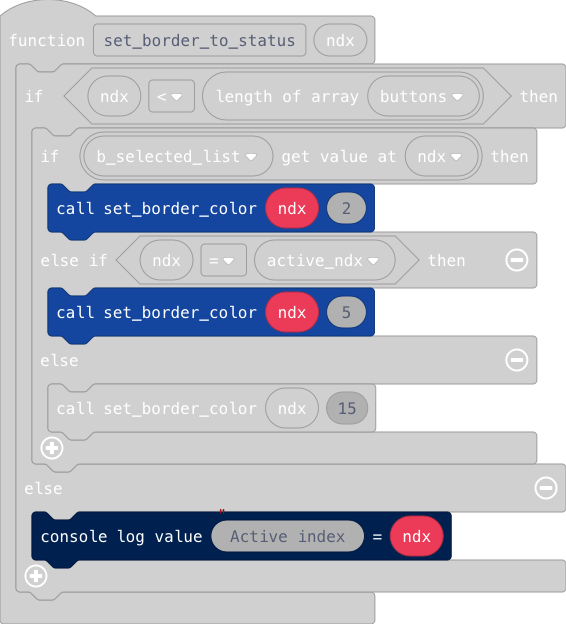 function set_border_to_status ndx
if ndx < length of array buttons then
if b_selected_list get value at ndx then
call set_border_color ndx 2
else if ndx = active_ndx then
call set_border_color ndx 5
else
call set_border_color ndx 15
else
console log value Active index = ndx